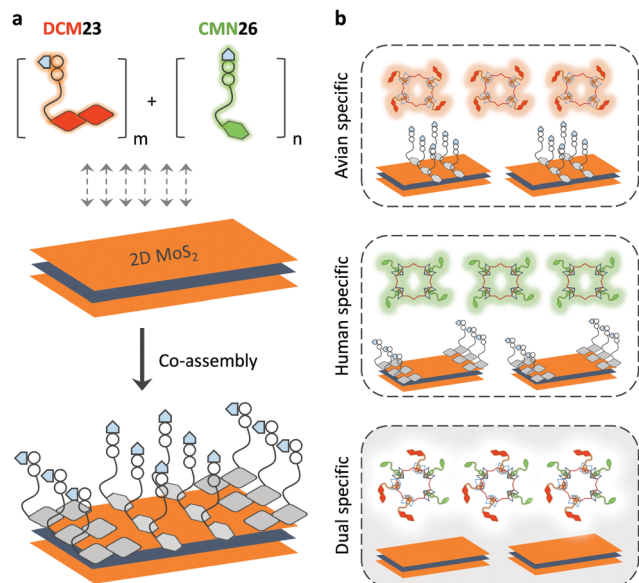 a
DCM23
CMN26
+
m
n
2D MoS₂
Co-assembly
b
Avian specific
Human specific
Dual specific